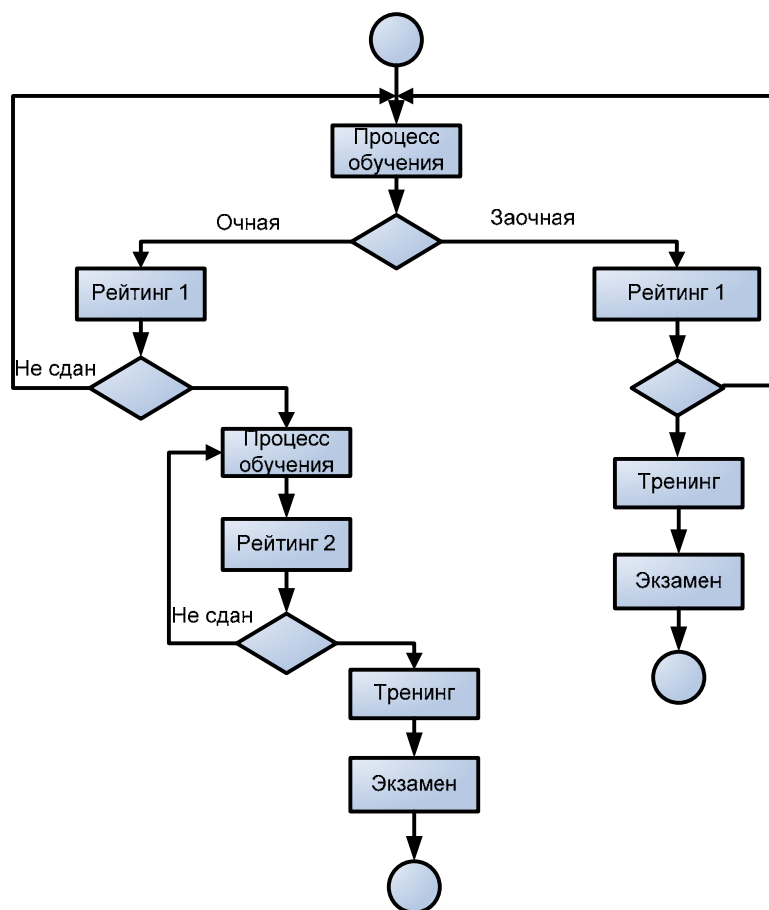 Процесс
обучения
Очная
Заочная
Рейтинг 1
Рейтинг 1
Не сдан
Процесс
обучения
Тренинг
Рейтинг 2
Экзамен
Не сдан
Тренинг
Экзамен